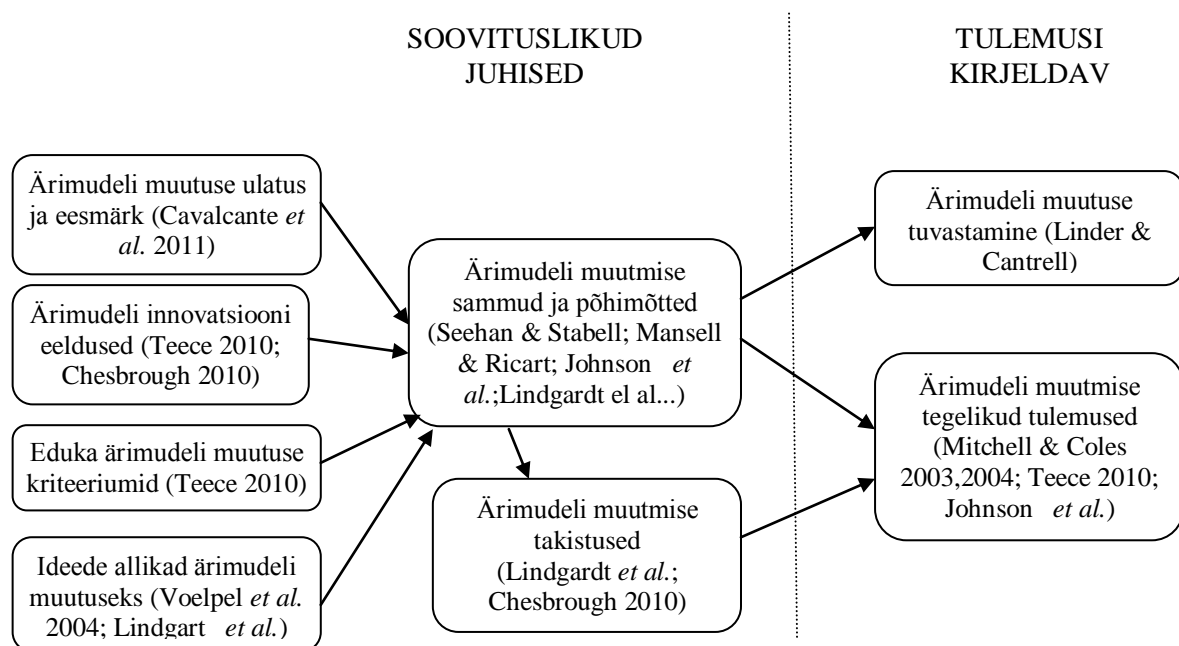 SOOVITUSLIKUD
JUHISED
TULEMUSI
KIRJELDAV
Ärimudeli muutuse ulatus
ja eesmärk (Cavalcante et
al. 2011)
Ärimudeli innovatsiooni
eeldused (Teece 2010;
Chesbrough 2010)
Eduka ärimudeli muutuse
kriteeriumid (Teece 2010)
Ideede allikad ärimudeli
muutuseks (Voelpel et al.
2004; Lindgart et al.)
Ärimudeli muutmise
sammud ja põhimõtted
(Seehan & Stabell; Mansell
& Ricart; Johnson et
al.;Lindgardt el al...)
Ärimudeli muutmise
takistused
(Lindgardt et al.;
Chesbrough 2010)
Ärimudeli muutuse
tuvastamine (Linder &
Cantrell)
Ärimudeli muutmise
tegelikud tulemused
(Mitchell & Coles
2003,2004; Teece 2010;
Johnson et al.)